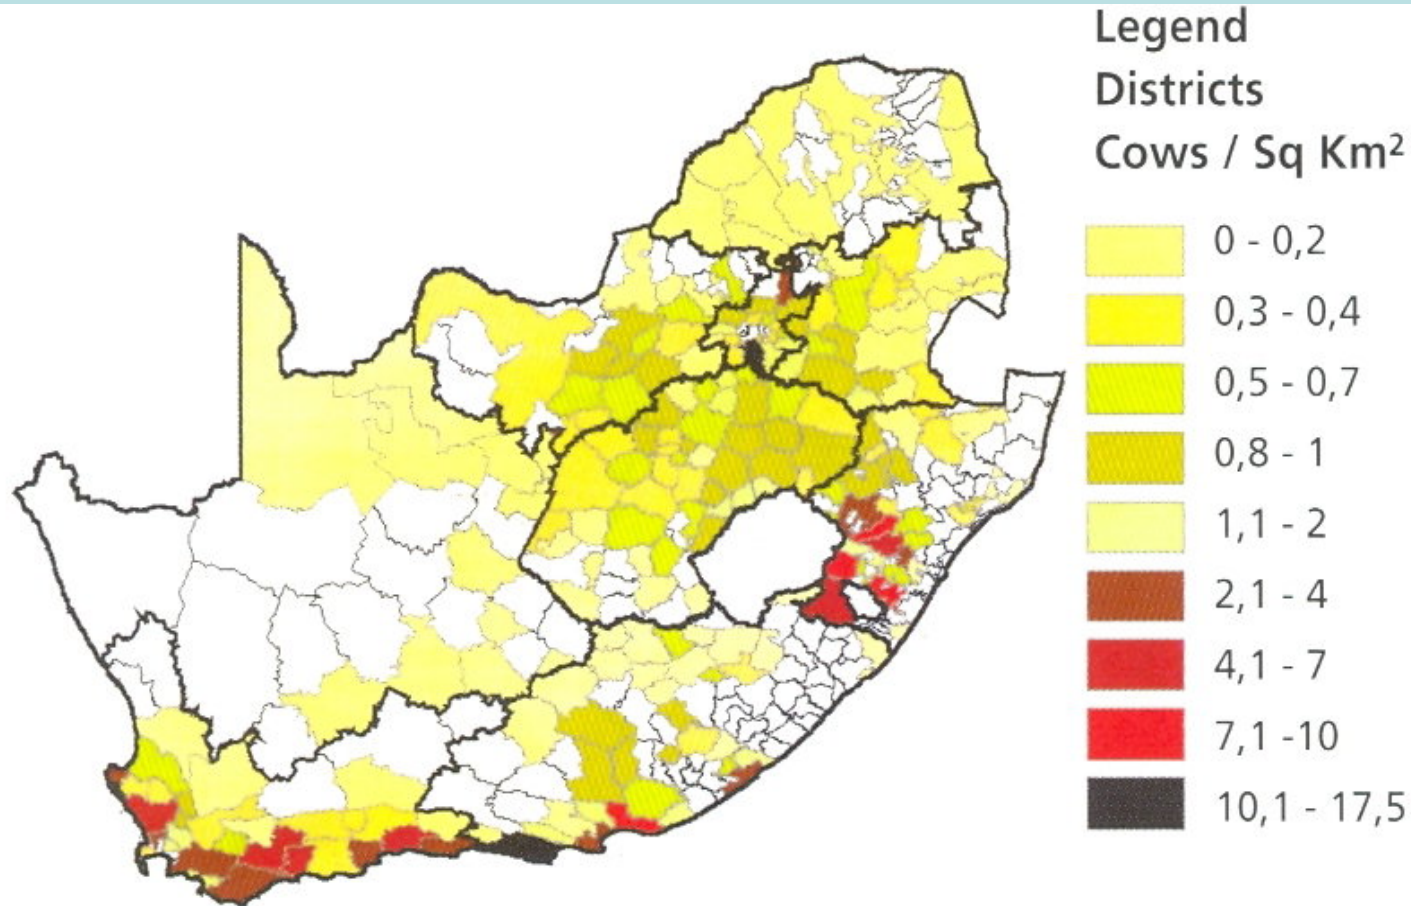 Legend
Districts
Cows / Sq Km²
0 - 0,2
0,3 - 0,4
0,5 - 0,7
0,8 - 1
1,1 - 2
2,1 - 4
4,1 - 7
7,1 -10
10,1 - 17,5